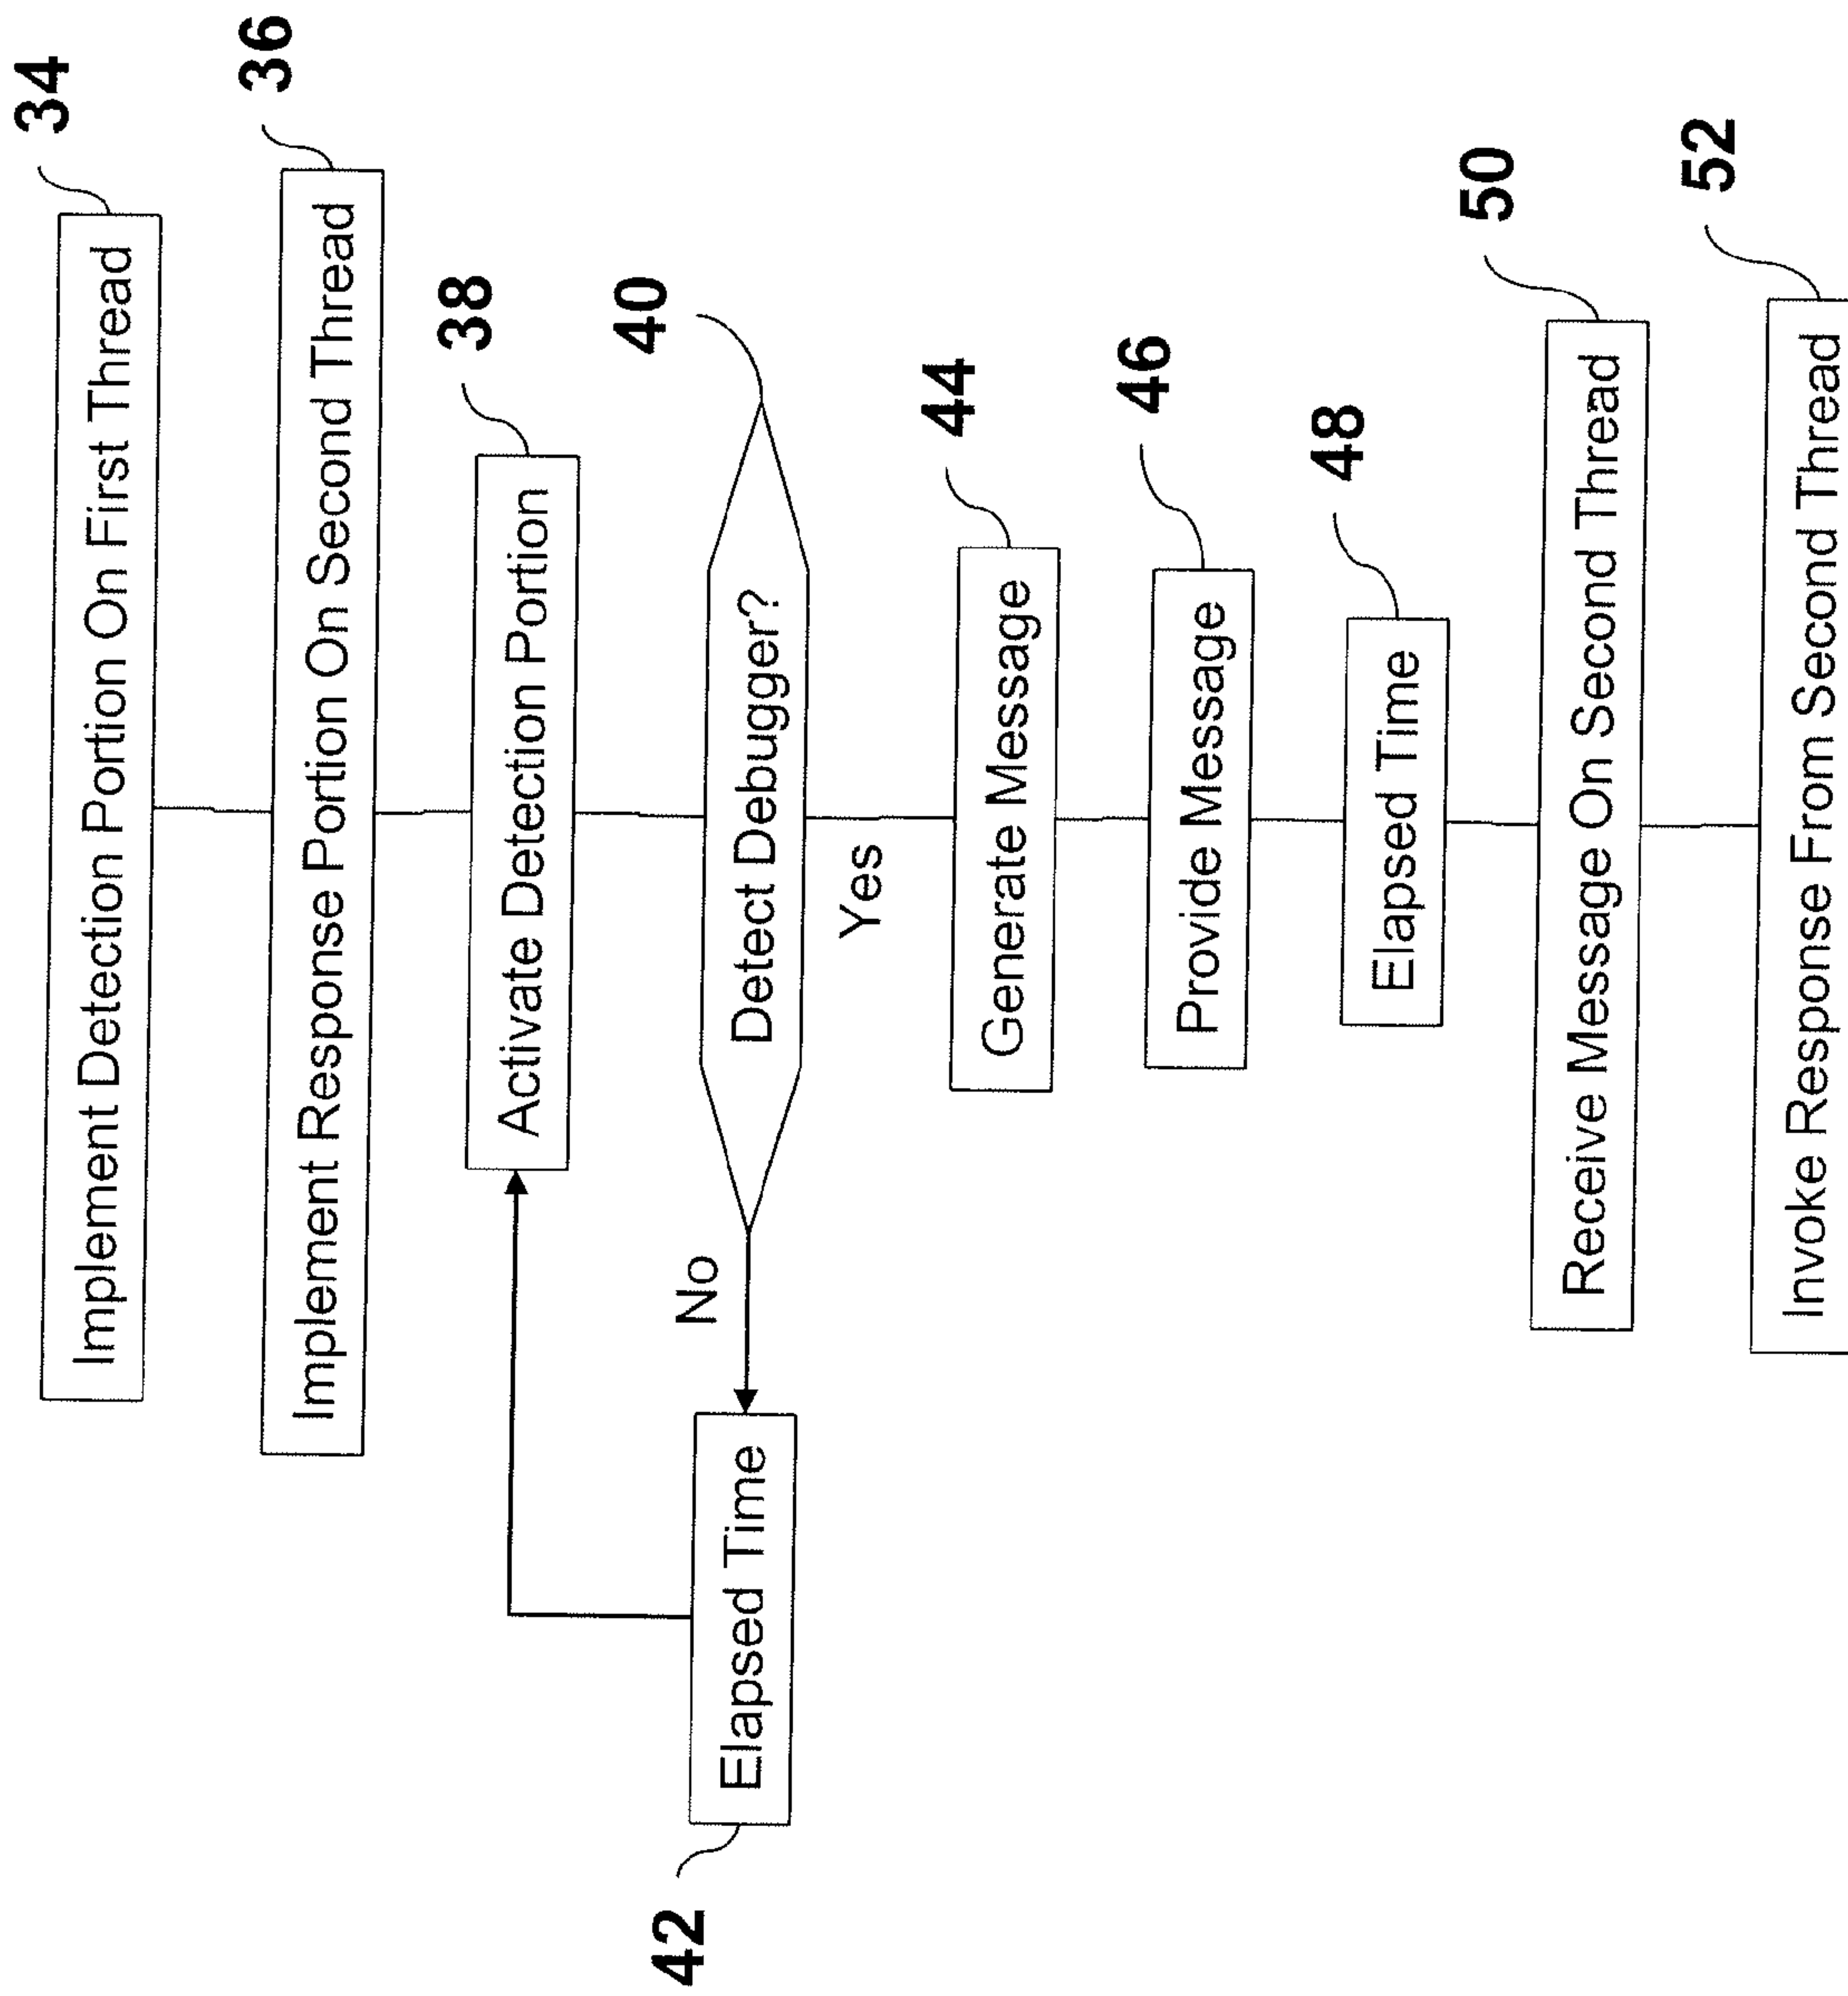 34
Implement Detection Portion On First Thread
36
Implement Response Portion On Second Thread
38
Activate Detection Portion
40
Detect Debugger?
No
Yes
42
Elapsed Time
44
Generate Message
46
Provide Message
48
Elapsed Time
50
Receive Message On Second Thread
52
Invoke Response From Second Thread